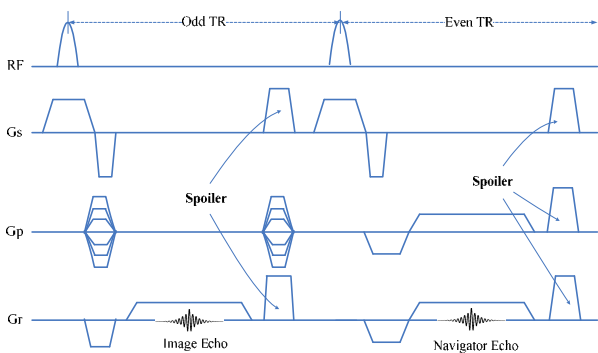 Odd TR
Even TR
RF
Gs
Spoiler
Spoiler
Gp
Gr
Image Echo
Navigator Echo